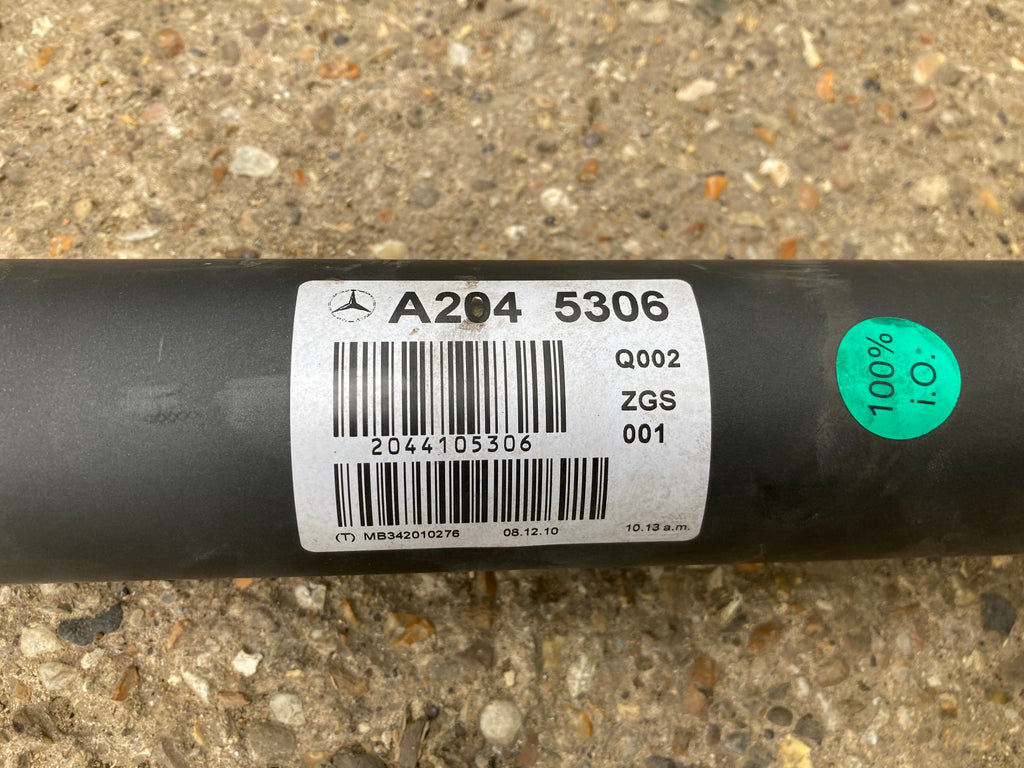 A204 5306
Q002
ZGS
001
2044105306
(T) MB342010276 08.12.10 10.13 a.m.
100%
i.O.